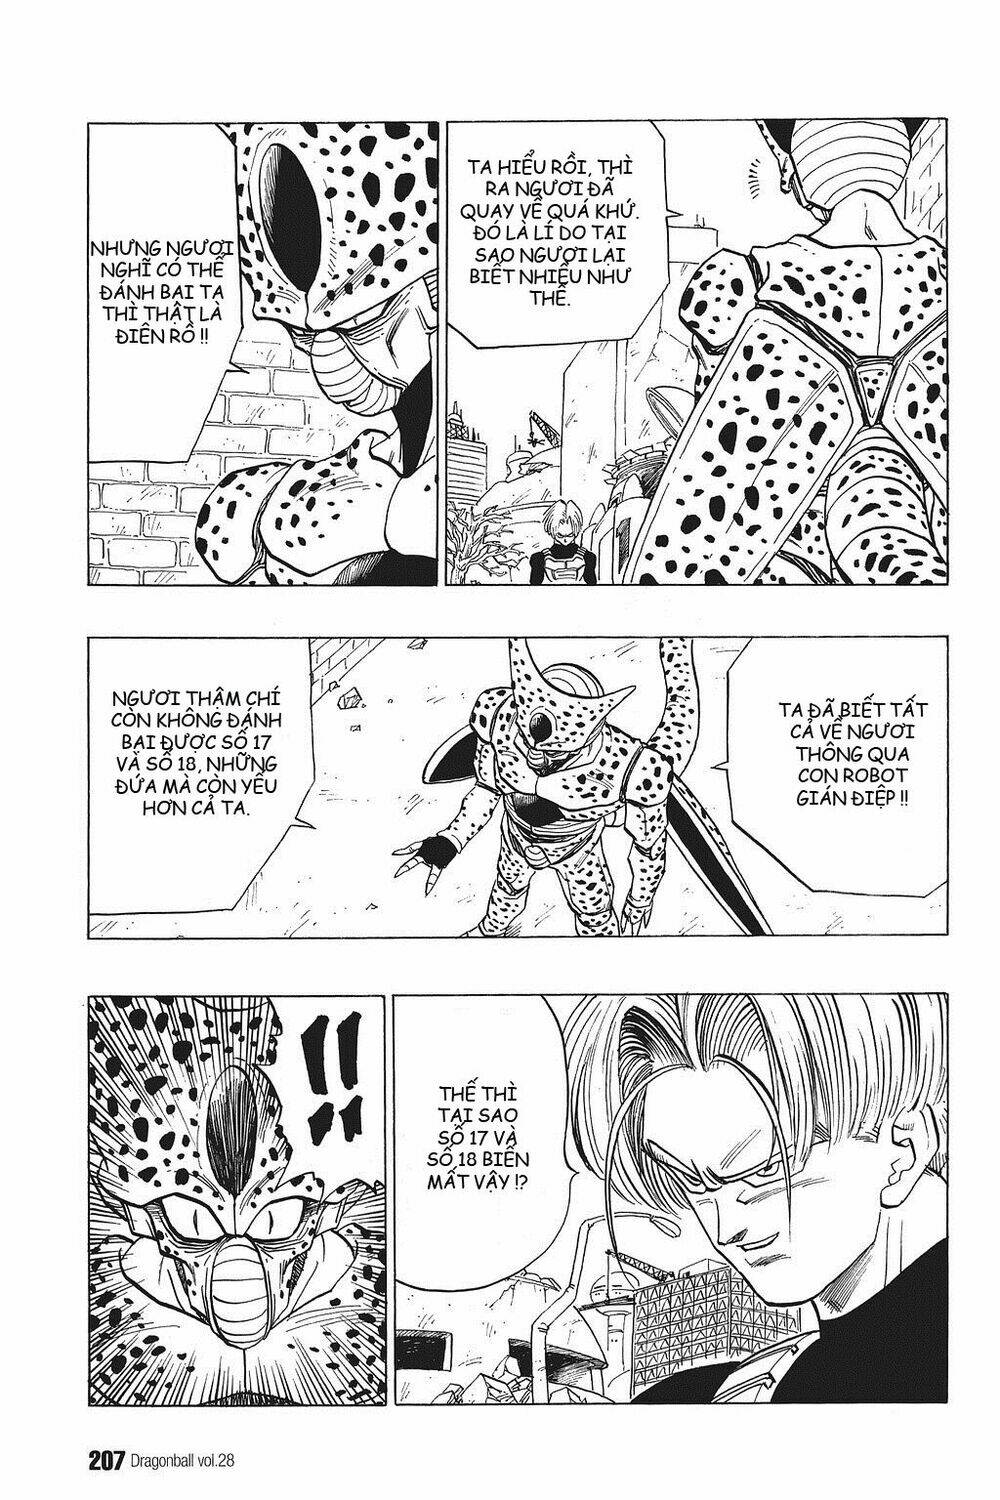 TA HIỂU RỒI, THÌ
RA NGƯƠI ĐÃ
QUAY VỀ QUÁ KHỨ.
ĐÓ LÀ LÍ DO TẠI
SAO NGƯỢI LẠI
BIẾT NHIỀU NHƯ
THẾ.
NHƯNG NGƯƠI
NGHĨ CÓ THỂ
ĐÁNH BẠI TA
THÌ THẬT LÀ
ĐIÊN RỒ !!
TA ĐÃ BIẾT TẤT
CẢ VỀ NGƯƠI
THÔNG QUA
CON ROBOT
GIÁN ĐIỆP !!
NGƯƠI THẬM CHÍ
CÒN KHÔNG ĐÁNH
BẠI ĐƯỢC SỐ 17
VÀ SỐ 18, NHỮNG
ĐỨA MÀ CÒN YẾU
HƠN CẢ TA.
THẾ THÌ
TẠI SAO
SỐ 17 VÀ
SỐ 18 BIẾN
MẤT VẬY !?
!!
207 Dragonball vol.28